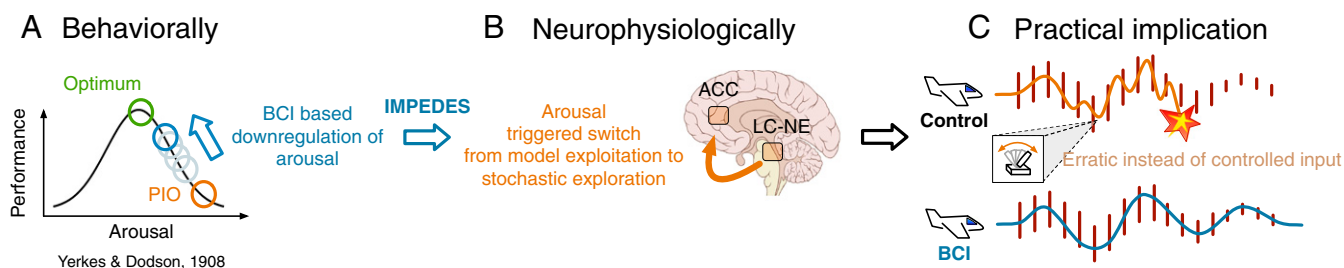 A Behaviorally
Optimum
Performance
PIO
Arousal
Yerkes & Dodson, 1908
BCI based
downregulation of
arousal
IMPEDES
B Neurophysiologically
Arousal
triggered switch
from model exploitation to
stochastic exploration
ACC
LC-NE
C Practical implication
Control
Erratic instead of controlled input
BCI